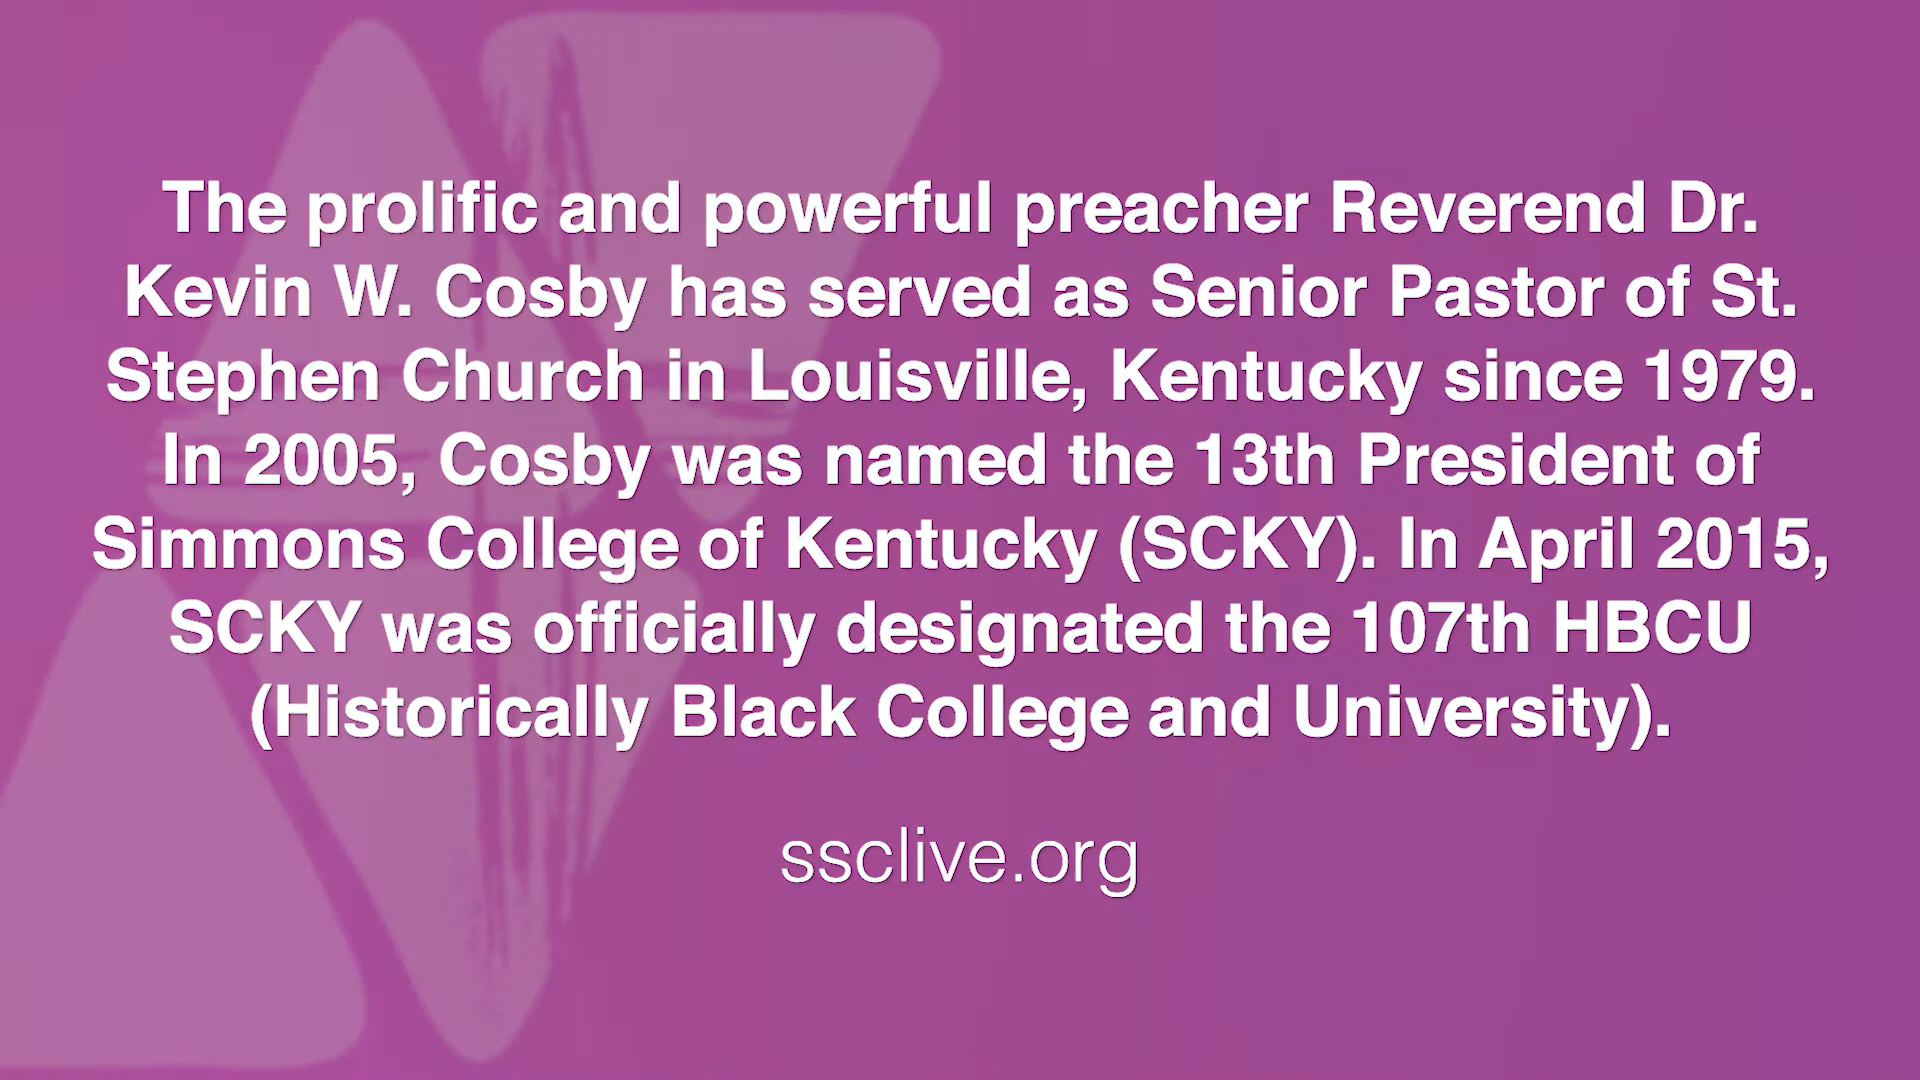 The prolific and powerful preacher Reverend Dr.
Kevin W. Cosby has served as Senior Pastor of St.
Stephen Church in Louisville, Kentucky since 1979.
In 2005, Cosby was named the 13th President of
Simmons College of Kentucky (SCKY). In April 2015,
SCKY was officially designated the 107th HBCU
(Historically Black College and University).
ssclive.org